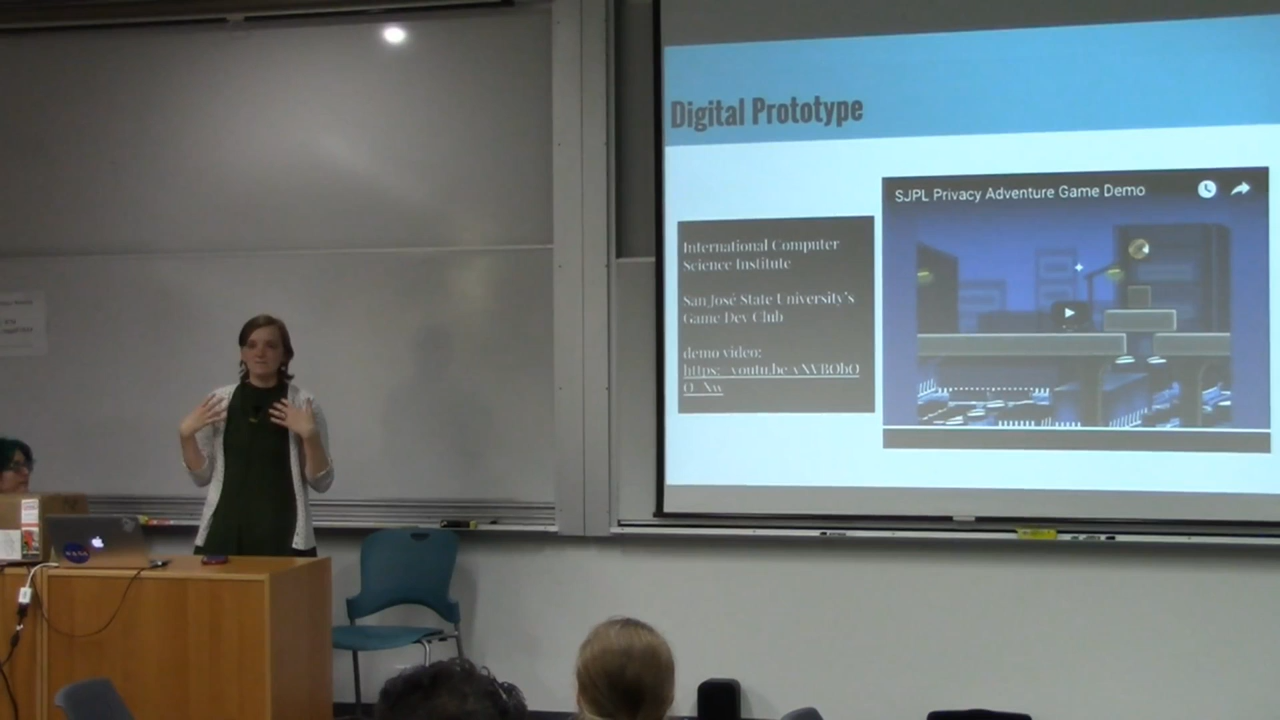 Digital Prototype
SJPL Privacy Adventure Game Demo
International Computer
Science Institute
San José State University's
Game Dev Club
demo video:
NASA